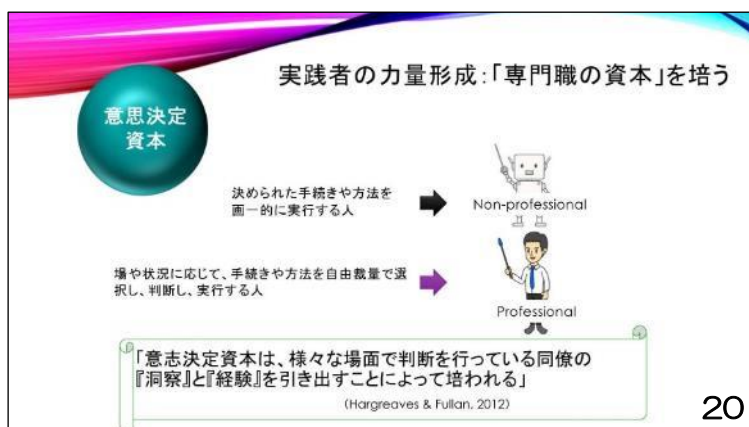 実践者の力量形成:「専門職の資本」を培う
意思決定
資本
決められた手続きや方法を
画一的に実行する人
Non-professional
場や状況に応じて、手続きや方法を自由裁量で選
択し、判断し、実行する人
Professional
「意志決定資本は、様々な場面で判断を行っている同僚の
『洞察』と『経験』を引き出すことによって培われる」
(Hargreaves & Fullan, 2012)
20